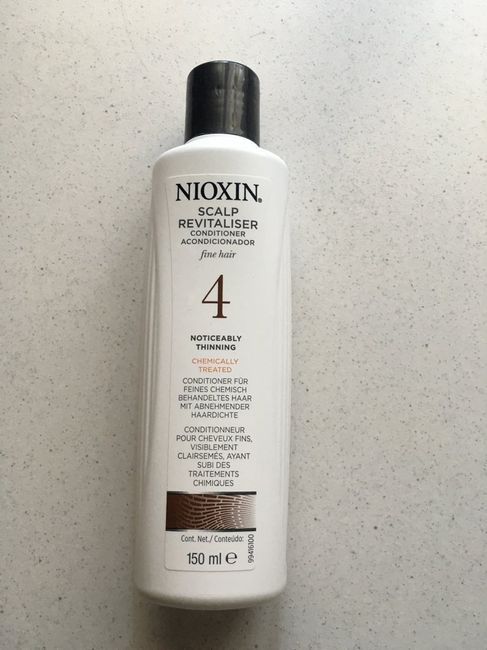 NIOXIN®
SCALP
REVITALISER
CONDITIONER
ACONDICIONADOR
fine hair
4
NOTICEABLY
THINNING
CHEMICALLY
TREATED
CONDITIONER FÜR
FEINES CHEMISCH
BEHANDELTES HAAR
MIT ABNEHMENDER
HAARDICHTE
CONDITIONNEUR
POUR CHEVEUX FINS,
VISIBLEMENT
CLAIRSEMÉS, AYANT
SUBI DES
TRAITEMENTS
CHIMIQUES
Cont. Net./ Conteúdo:
150 ml e
99416100